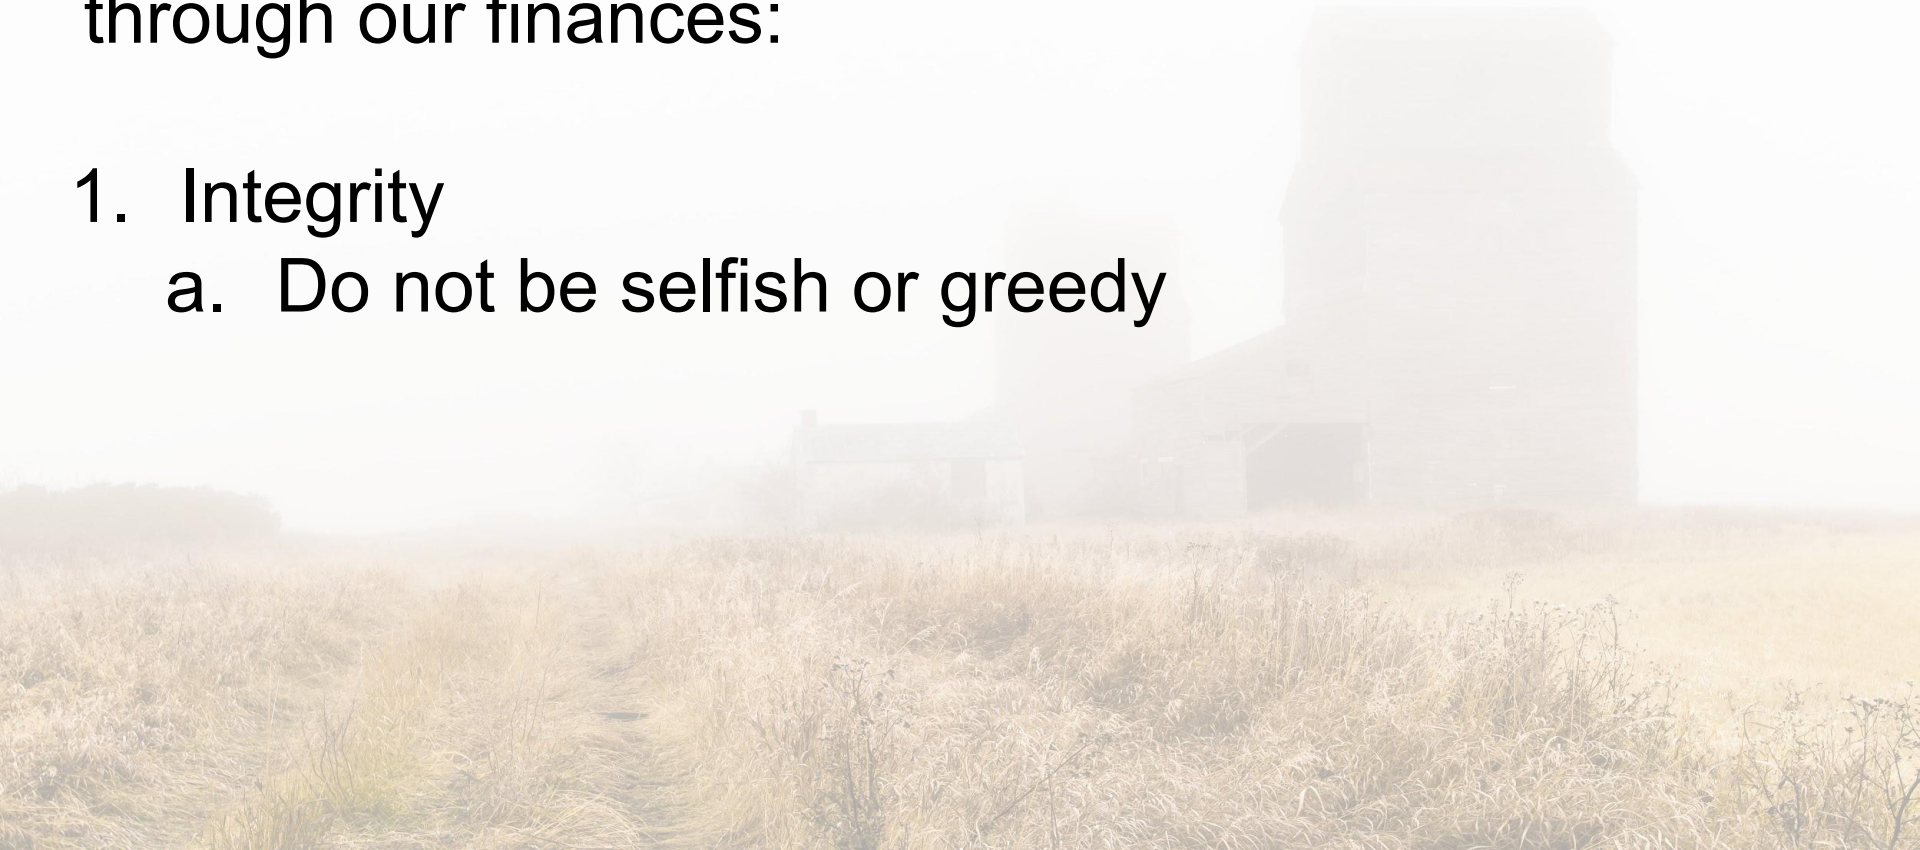 through our finances:
1. Integrity
a. Do not be selfish or greedy